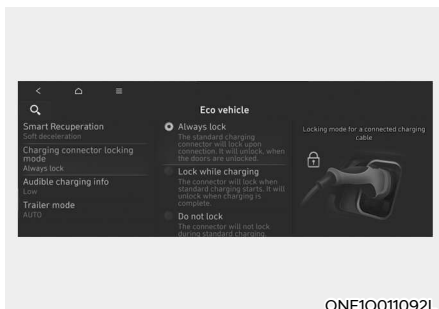 Eco vehicle
Smart Recuperation
Soft deceleration
Charging connector locking
mode
Always lock
Audible charging info
Low
Trailer mode
AUTO
Always lock
The standard charging
connector will lock upon
connection. It will unlock, when
the doors are unlocked.
Lock while charging
The connector will lock when
standard charging starts. It will
unlock when charging is
complete.
Do not lock
The connector will not lock
during standard charging.
Locking mode for a connected charging
cable